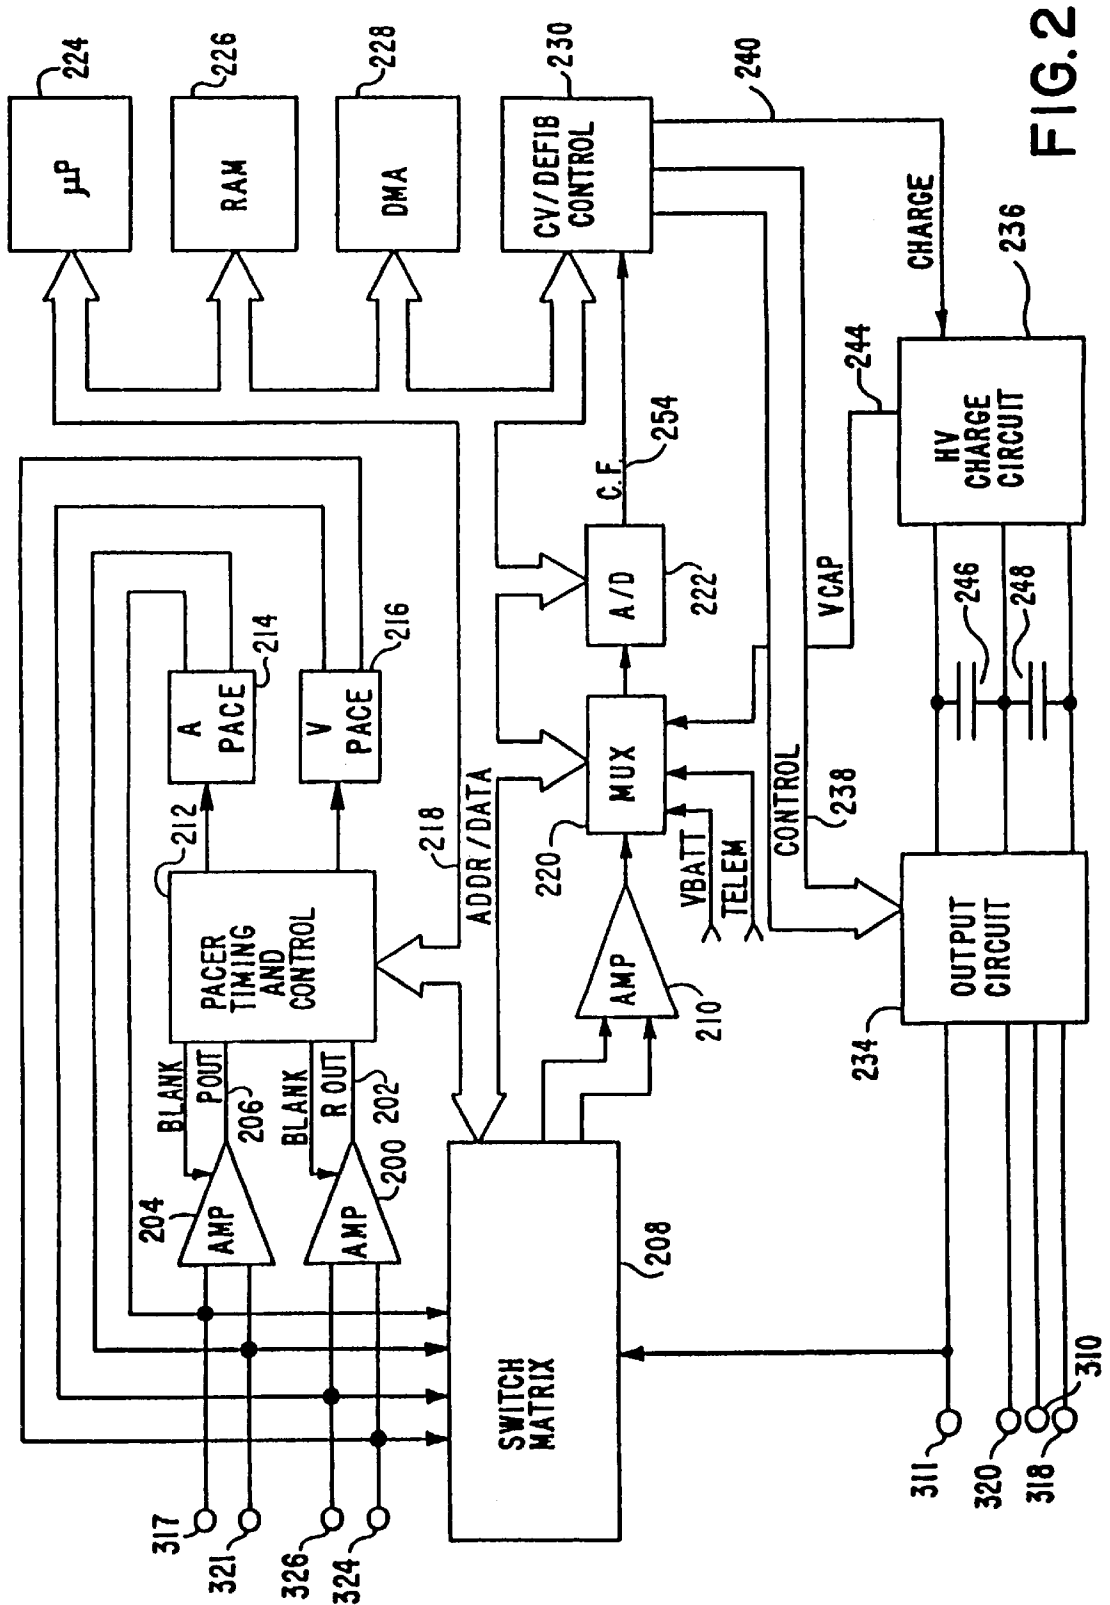 317
321
326
324
204
AMP
BLANK
POUT
206
AMP
200
BLANK
R OUT
202
PACER
TIMING
AND
CONTROL
212
A
PACE
214
V
PACE
216
μP
224
RAM
226
DMA
228
CV/DEFIB
CONTROL
230
218
ADDR/DATA
SWITCH
MATRIX
208
AMP
210
220
MUX
A/D
222
C.F.
254
VBATT
TELEM
CONTROL
238
VCAP
244
240
CHARGE
HV
CHARGE
CIRCUIT
236
246
248
OUTPUT
CIRCUIT
234
311
320
318
310
FIG. 2